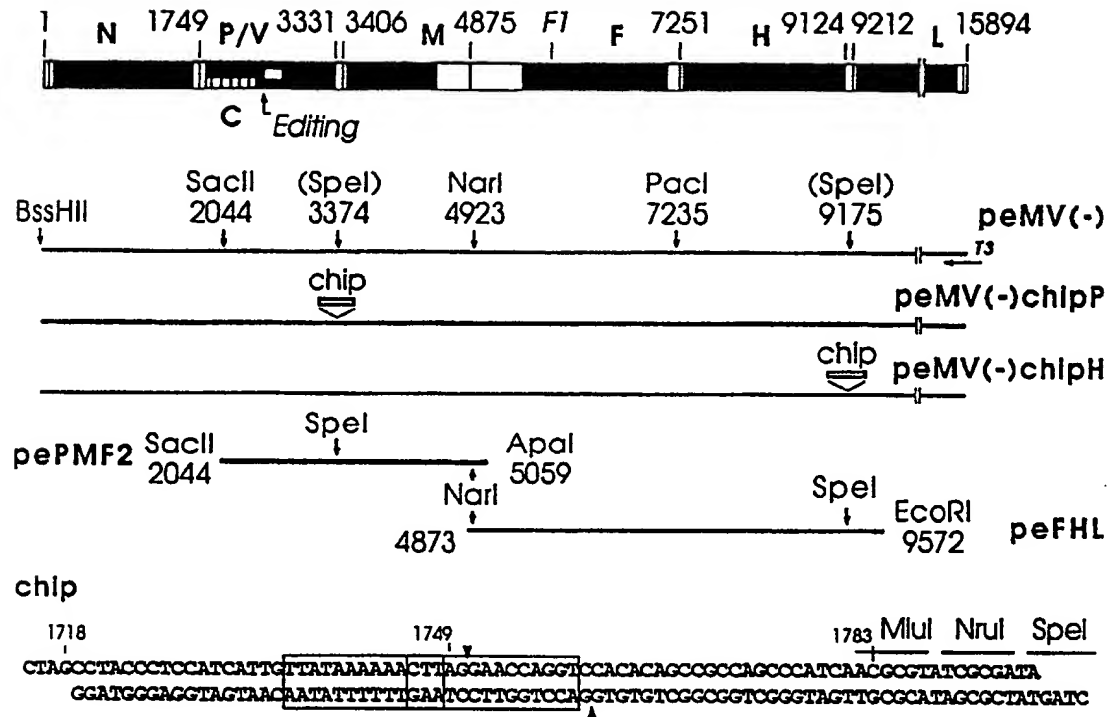 1 N 1749 P/V 3331 3406 M 4875 F1 F 7251 H 9124 9212 L 15894
C Editing
SacII (SpeI) NarI PacI (SpeI)
BssHII 2044 3374 4923 7235 9175 peMV(-)
T3
chip peMV(-)chipP
chip peMV(-)chipH
pePMF2 SacII SpeI ApaI
2044 5059
NarI SpeI EcoRI peFHL
4873 9572
chip
1718 1749 1783 MluI NruI SpeI
CTAGCCTACCCTCCATCATTGTTATAAAAAACTTAGGAACCAGGTCCACACAGCCGCCAGCCCATCAACGCGTATCGCGATA
GGATGGGAGGTAGTAACAATATTTTTTGAATCCTTGGTCCAGGTGTGTCGGCGGTCGGGTAGTTGCGCATAGCGCTATGATC